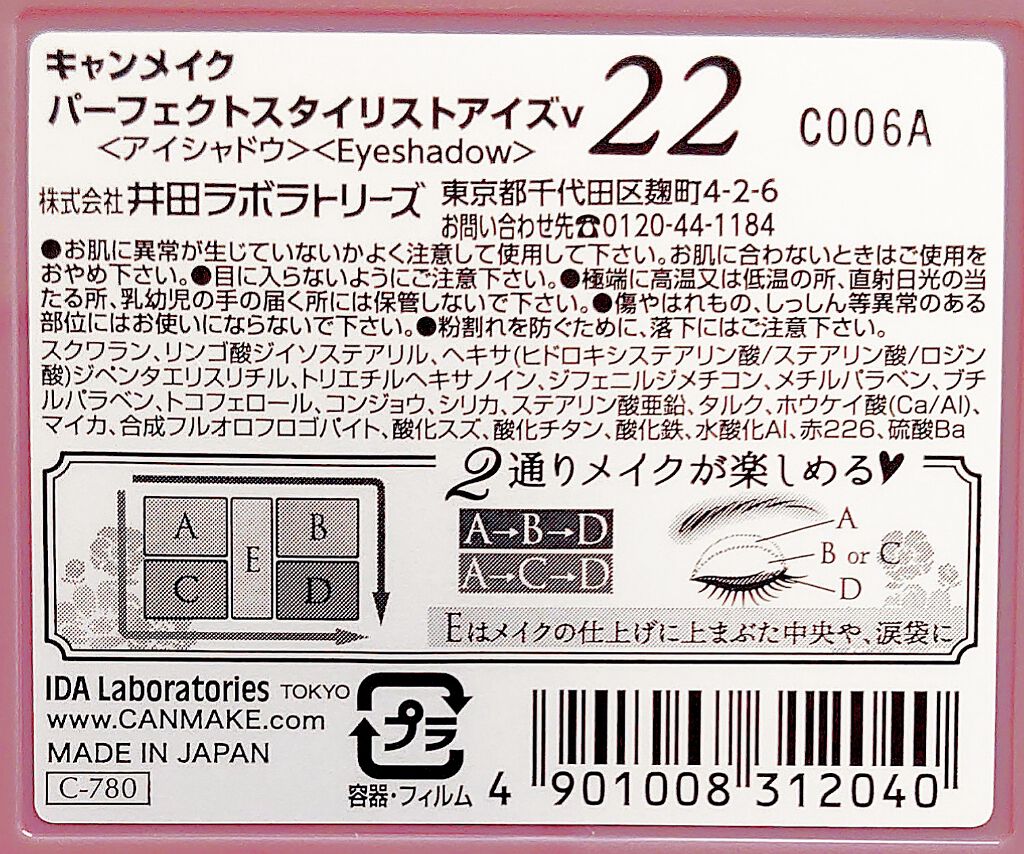 キャンメイク
パーフェクトスタイリストアイズv 22 C006A
<アイシャドウ><Eyeshadow>
株式会社 井田ラボラトリーズ 東京都千代田区麹町4-2-6
お問い合わせ先☎0120-44-1184
●お肌に異常が生じていないかよく注意して使用して下さい。お肌に合わないときはご使用を
おやめ下さい。●目に入らないようにご注意下さい。●極端に高温又は低温の所、直射日光の当
たる所、乳幼児の手の届く所には保管しないで下さい。●傷やはれもの、しっしん等異常のある
部位にはお使いにならないで下さい。●粉割れを防ぐために、落下にはご注意下さい。
スクワラン、リンゴ酸ジイソステアリル、ヘキサ(ヒドロキシステアリン酸/ステアリン酸/ロジン
酸)ジペンタエリスリチル、トリエチルヘキサノイン、ジフェニルジメチコン、メチルパラベン、ブチ
ルパラベン、トコフェロール、コンジョウ、シリカ、ステアリン酸亜鉛、タルク、ホウケイ酸(Ca/Al)、
マイカ、合成フルオロフロゴパイト、酸化スズ、酸化チタン、酸化鉄、水酸化Al、赤226、硫酸Ba
2通りメイクが楽しめる♥
A B
E
C D
A→B→D
A→C→D
A
B or C
D
Eはメイクの仕上げに上まぶた中央や、涙袋に
IDA Laboratories TOKYO
www.CANMAKE.com
MADE IN JAPAN
C-780
プラ
容器・フィルム
4 901008 312040